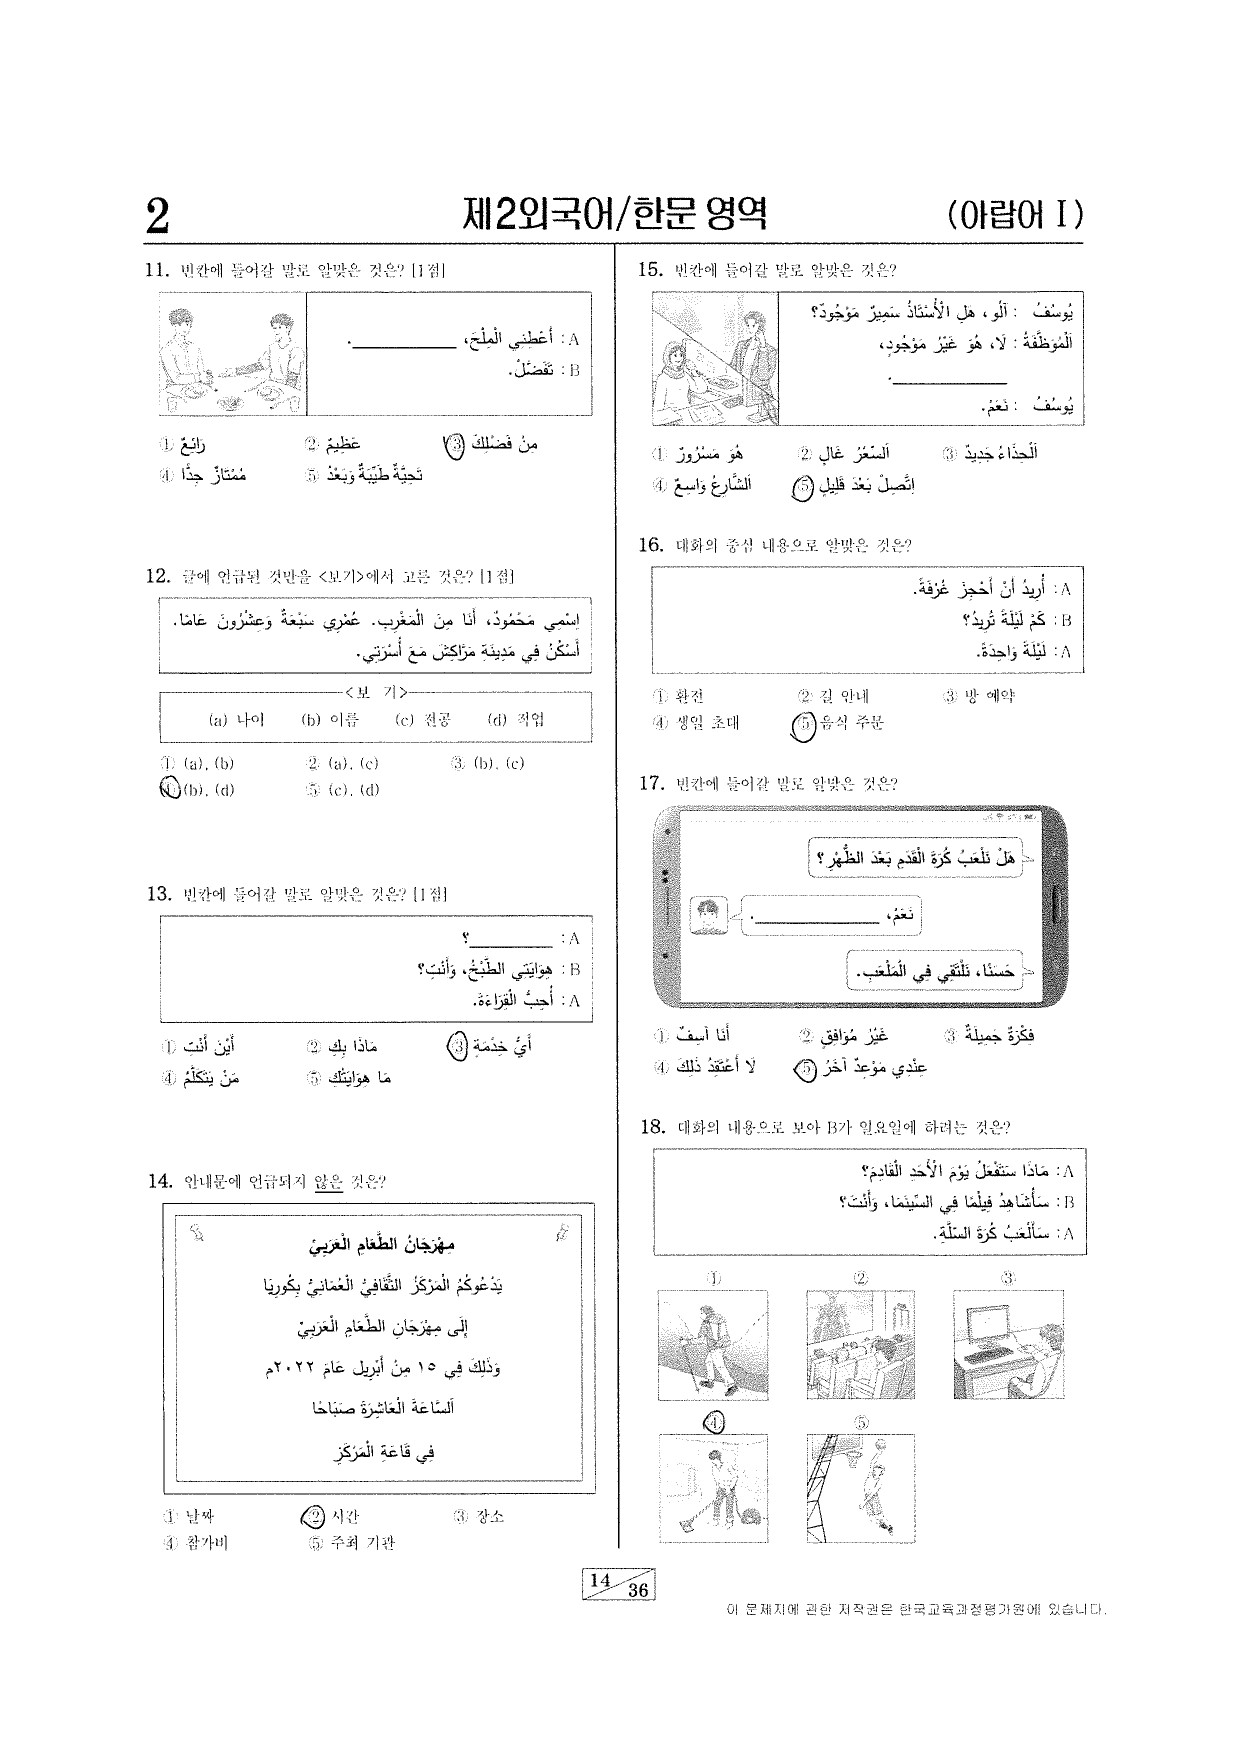 2
제2외국어/한문 영역
(아랍어 I)
11. 빈칸에 들어갈 말로 알맞은 것은? [1점]
A : أَعْطِنِي الْمِلْحَ، ___________.
B : تَفَضَّلْ.
① رَائِعٌ ② عَظِيمٌ ③ مِنْ فَضْلِكَ
④ مُمْتَازٌ جِدًّا ⑤ تَحِيَّةً طَيِّبَةً وَبَعْدُ
12. 글에 언급된 것만을 <보기>에서 고른 것은? [1점]
اِسْمِي مَحْمُودٌ، أَنَا مِنَ الْمَغْرِبِ. عُمْرِي سَبْعَةٌ وَعِشْرُونَ عَامًا.
أَسْكُنُ فِي مَدِينَةِ مَرَّاكِشَ مَعَ أُسْرَتِي.
<보 기>
(a) 나이 (b) 이름 (c) 전공 (d) 직업
① (a), (b) ② (a), (c) ③ (b), (c)
④ (b), (d) ⑤ (c), (d)
13. 빈칸에 들어갈 말로 알맞은 것은? [1점]
A : _________؟
B : هِوَايَتِي الطَّبْخُ، وَأَنْتِ؟
A : أُحِبُّ الْقِرَاءَةَ.
① أَيْنَ أَنْتَ ② مَاذَا بِكِ ③ أَيُّ خِدْمَةٍ
④ مَنْ يَتَكَلَّمُ ⑤ مَا هِوَايَتُكِ
14. 안내문에 언급되지 않은 것은?
مِهْرَجَانُ الطَّعَامِ الْعَرَبِيِّ
يَدْعُوكُمُ الْمَرْكَزُ الثَّقَافِيُّ الْعُمَانِيُّ بِكُورِيَا
إِلَى مِهْرَجَانِ الطَّعَامِ الْعَرَبِيِّ
وَذَلِكَ فِي ١٥ مِنْ أَبْرِيل عَامَ ٢٠٢٢م
اَلسَّاعَةَ الْعَاشِرَةَ صَبَاحًا
فِي قَاعَةِ الْمَرْكَزِ
① 날짜 ② 시간 ③ 장소
④ 참가비 ⑤ 주최 기관
15. 빈칸에 들어갈 말로 알맞은 것은?
يُوسُفُ : آلُو، هَلِ الْأُسْتَاذُ سَمِيرٌ مَوْجُودٌ؟
اَلْمُوَظَّفَةُ : لَا، هُوَ غَيْرُ مَوْجُودٍ،
____________.
يُوسُفُ : نَعَمْ.
① هُوَ مَسْرُورٌ ② اَلسِّعْرُ غَالٍ ③ اَلْحِذَاءُ جَدِيدٌ
④ اَلشَّارِعُ وَاسِعٌ ⑤ اِتَّصِلْ بَعْدَ قَلِيلٍ
16. 대화의 중심 내용으로 알맞은 것은?
A : أُرِيدُ أَنْ أَحْجِزَ غُرْفَةً.
B : كَمْ لَيْلَةً تُرِيدُ؟
A : لَيْلَةً وَاحِدَةً.
① 환전 ② 길 안내 ③ 방 예약
④ 생일 초대 ⑤ 음식 주문
17. 빈칸에 들어갈 말로 알맞은 것은?
هَلْ نَلْعَبُ كُرَةَ الْقَدَمِ بَعْدَ الظُّهْرِ؟
نَعَمْ، ______________.
حَسَنًا، نَلْتَقِي فِي الْمَلْعَبِ.
① أَنَا آسِفٌ ② غَيْرُ مُوَافِقٍ ③ فِكْرَةٌ جَمِيلَةٌ
④ لَا أَعْتَقِدُ ذَلِكَ ⑤ عِنْدِي مَوْعِدٌ آخَرُ
18. 대화의 내용으로 보아 B가 일요일에 하려는 것은?
A : مَاذَا سَتَفْعَلُ يَوْمَ الْأَحَدِ الْقَادِمِ؟
B : سَأُشَاهِدُ فِيلْمًا فِي السِّينَمَا، وَأَنْتَ؟
A : سَأَلْعَبُ كُرَةَ السَّلَّةِ.
① ② ③
④ ⑤
14 36
이 문제지에 관한 저작권은 한국교육과정평가원에 있습니다.